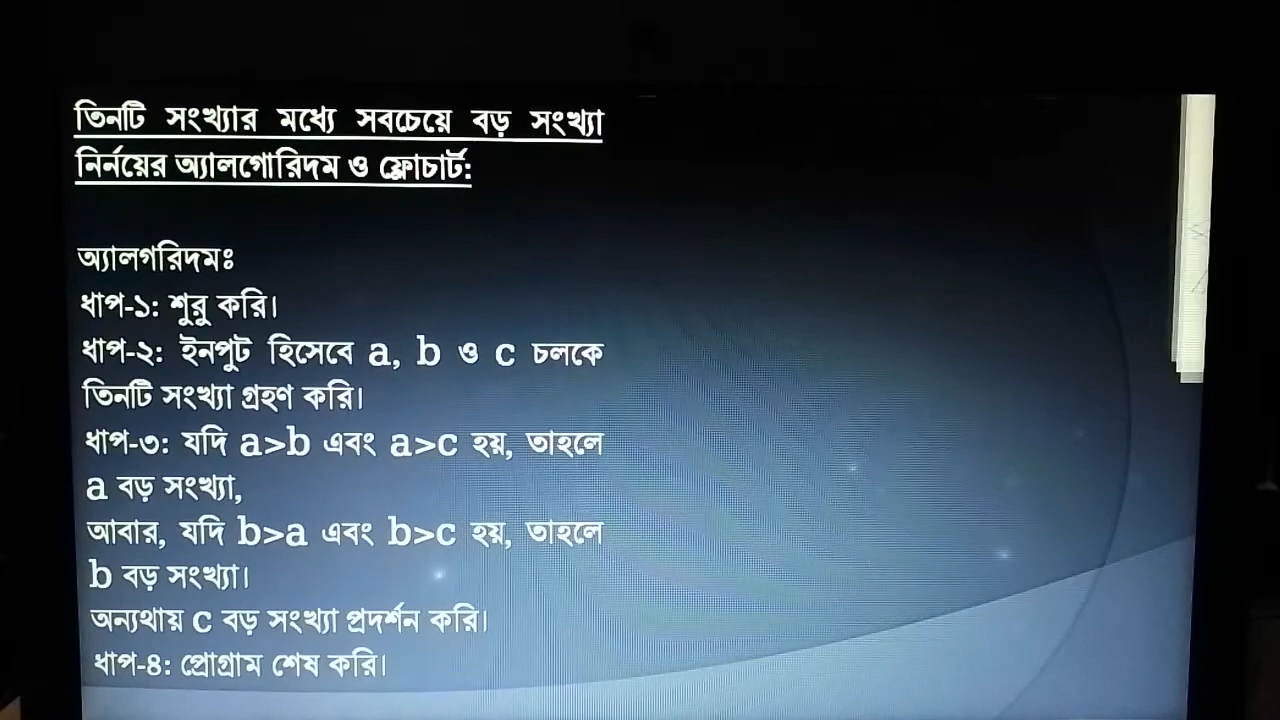 তিনটি সংখ্যার মধ্যে সবচেয়ে বড় সংখ্যা
নির্নয়ের অ্যালগোরিদম ও ফ্লোচার্ট:
অ্যালগরিদমঃ
ধাপ-১: শুরু করি।
ধাপ-২: ইনপুট হিসেবে a, b ও c চলকে
তিনটি সংখ্যা গ্রহণ করি।
ধাপ-৩: যদি a>b এবং a>c হয়, তাহলে
a বড় সংখ্যা,
আবার, যদি b>a এবং b>c হয়, তাহলে
b বড় সংখ্যা।
অন্যথায় c বড় সংখ্যা প্রদর্শন করি।
ধাপ-৪: প্রোগ্রাম শেষ করি।